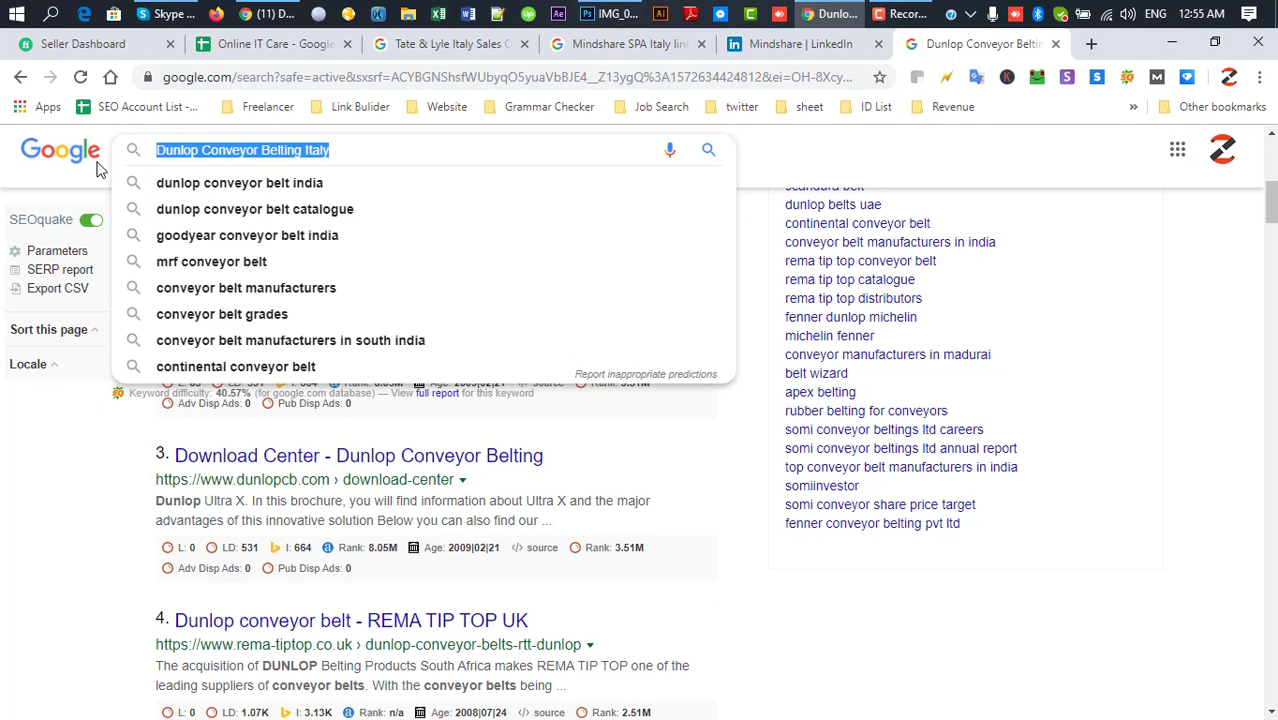 Skype ...
(11) ...
IMG_0...
Dunlo...
Recor...
ENG 12:55 AM
Seller Dashboard
Online IT Care - Google
Tate & Lyle Italy Sales C
Mindshare SPA Italy link
Mindshare | LinkedIn
Dunlop Conveyor Beltin
google.com/search?safe=active&sxsrf=ACYBGNShsfWUbyqO5yuaVbBJE4__Z13ygQ%3A1572634424812&ei=OH-8Xcy...
Apps
SEO Account List -...
Freelancer
Link Bulider
Website
Grammar Checker
Job Search
twitter
sheet
ID List
Revenue
»
Other bookmarks
Google
Dunlop Conveyor Belting Italy
dunlop conveyor belt india
dunlop conveyor belt catalogue
goodyear conveyor belt india
mrf conveyor belt
conveyor belt manufacturers
conveyor belt grades
conveyor belt manufacturers in south india
continental conveyor belt
Report inappropriate predictions
SEOquake
Parameters
SERP report
Export CSV
Sort this page
Locale
Keyword difficulty: 40.57% (for google.com database) — View full report for this keyword
Adv Disp Ads: 0 Pub Disp Ads: 0
3. Download Center - Dunlop Conveyor Belting
https://www.dunlopcb.com › download-center
Dunlop Ultra X. In this brochure, you will find information about Ultra X and the major
advantages of this innovative solution Below you can also find our ...
L: 0 LD: 531 I: 664 Rank: 8.05M Age: 2009|02|21 </> source Rank: 3.51M
Adv Disp Ads: 0 Pub Disp Ads: 0
4. Dunlop conveyor belt - REMA TIP TOP UK
https://www.rema-tiptop.co.uk › dunlop-conveyor-belts-rtt-dunlop
The acquisition of DUNLOP Belting Products South Africa makes REMA TIP TOP one of the
leading suppliers of conveyor belts. With the conveyor belts being ...
L: 0 LD: 1.07K I: 3.13K Rank: n/a Age: 2008|07|24 </> source Rank: 2.51M
dunlop belts uae
continental conveyor belt
conveyor belt manufacturers in india
rema tip top conveyor belt
rema tip top catalogue
rema tip top distributors
fenner dunlop michelin
michelin fenner
conveyor manufacturers in madurai
belt wizard
apex belting
rubber belting for conveyors
somi conveyor beltings ltd careers
somi conveyor beltings ltd annual report
top conveyor belt manufacturers in india
somiinvestor
somi conveyor share price target
fenner conveyor belting pvt ltd